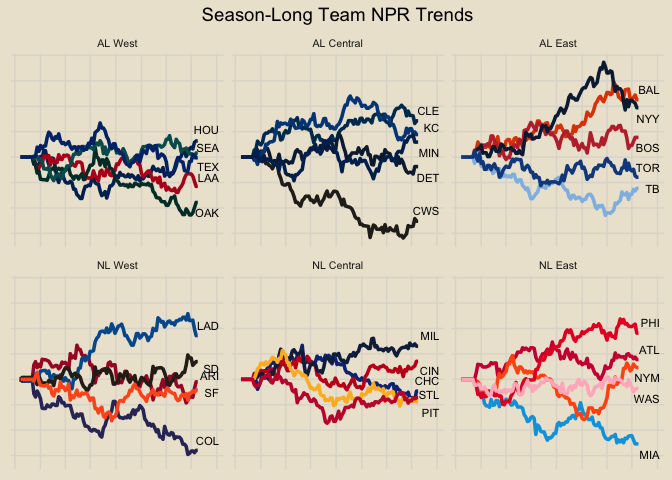 Season-Long Team NPR Trends
AL West
AL Central
AL East
HOU
SEA
TEX
LAA
OAK
CLE
KC
MIN
DET
CWS
BAL
NYY
BOS
TOR
TB
NL West
NL Central
NL East
LAD
SD
ARI
SF
COL
MIL
CIN
CHC
STL
PIT
PHI
ATL
NYM
WAS
MIA